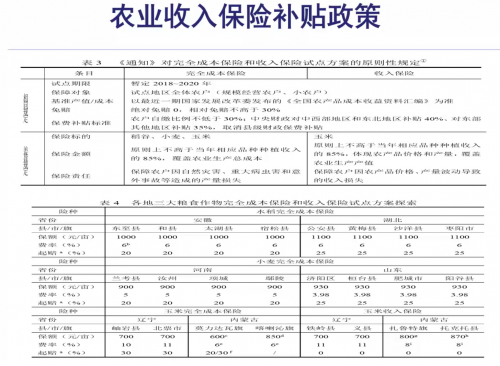 农业收入保险补贴政策
表 3 《通知》对完全成本保险和收入保险试点方案的原则性规定①
条目 完全成本保险 收入保险
试点期限 暂定 2018-2020 年
保障对象 试点地区全体农户（规模经营农户、小农户）
基准产值/成本 以最近一期国家发展改革委发布的《全国农产品成本收益资料汇编》为准
免赔 绝对免赔 0，相对免赔不高于 30%
保费补贴标准 农户自缴比例不低于 30%；中央财政对中西部地区和东北地区补贴 40%、对东部其他地区补贴 35%，取消县级财政保费补贴
保险标的 稻谷、小麦、玉米 玉米
保险金额 原则上不高于当年相应品种种植收入的 85%，覆盖农业生产总成本 原则上不高于当年相应品种种植收入的 85%，体现农产品价格和产量，覆盖农业生产产值
保险责任 保障农户因自然灾害、重大病虫害和意外事故等造成的产量损失 保障农户因农产品价格、产量波动导致的收入损失
表 4 各地三大粮食作物完全成本保险和收入保险试点方案探索
险种 水稻完全成本保险
省份 安徽 湖北
县/市/旗 东至县 和县 太湖县 宿松县 公安县 黄梅县 沙洋县 枣阳市
保额（元/亩） 1000 1000 1000 1000 1100 1100 1100 1100
费率（%） 6 6 6 6 6 6 6 6
起赔（%） 20 20 20 20 25 25 25 25
险种 小麦完全成本保险
省份 河南 山东
县/市/旗 兰考县 汝州 项城 鄢陵 济阳区 桓台县 肥城市 阳谷县
保额（元/亩） 900 900 900 900 930 930 930 930
费率（%） 5 5 5 5 3.98 3.98 3.98 3.98
起赔（%） 20 20 20 20 25 25 25 25
险种 玉米完全成本保险 玉米收入保险
省份 辽宁 内蒙古 辽宁 内蒙古
县/市/旗 岫岩县 北票市 莫力达瓦旗 喀喇沁旗 铁岭县 义县 扎鲁特旗 托克托县
保额（元/亩） 700 700 600 850 700 700 800 870
费率（%） 10 11 6 6 11 11 8 8
起赔（%） 30 30 20/30 / 0 0 0 0